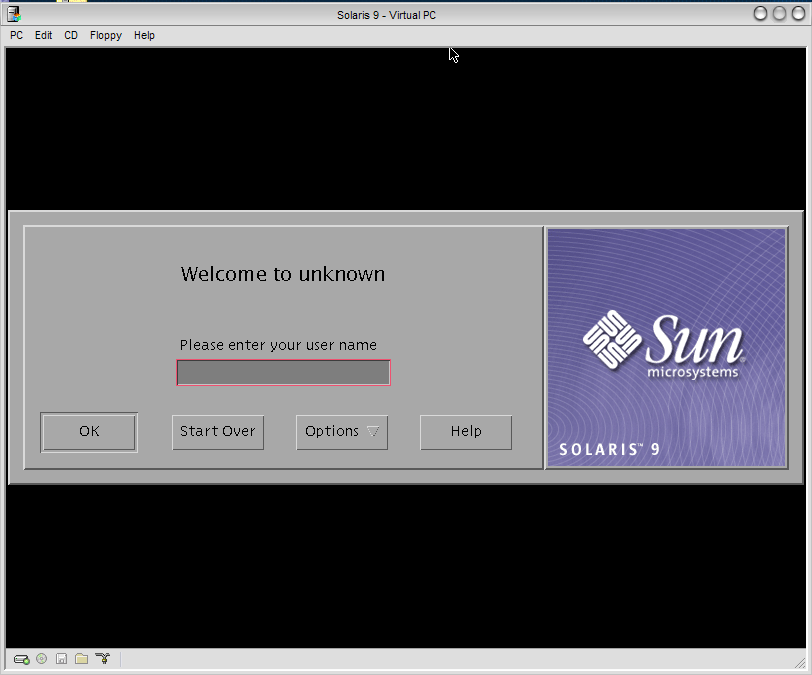 Solaris 9 - Virtual PC
PC Edit CD Floppy Help
Welcome to unknown
Please enter your user name
OK Start Over Options Help
Sun
microsystems
SOLARIS™ 9